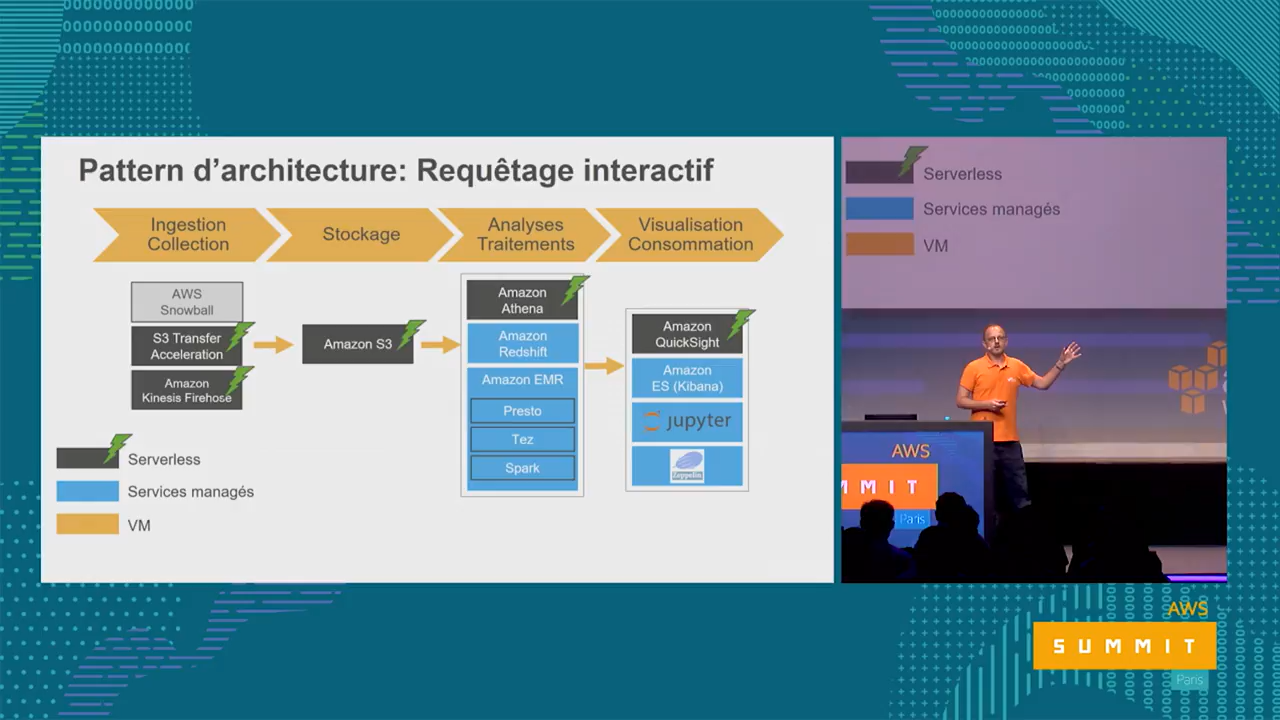 Pattern d’architecture: Requêtage interactif
Ingestion
Collection
Stockage
Analyses
Traitements
Visualisation
Consommation
AWS
Snowball
S3 Transfer
Acceleration
Amazon
Kinesis Firehose
Amazon S3
Amazon
Athena
Amazon
Redshift
Amazon EMR
Presto
Tez
Spark
Amazon
QuickSight
Amazon
ES (Kibana)
jupyter
Zeppelin
Serverless
Services managés
VM
Serverless
Services managés
VM
AWS
MMIT
Paris
AWS
SUMMIT
Paris